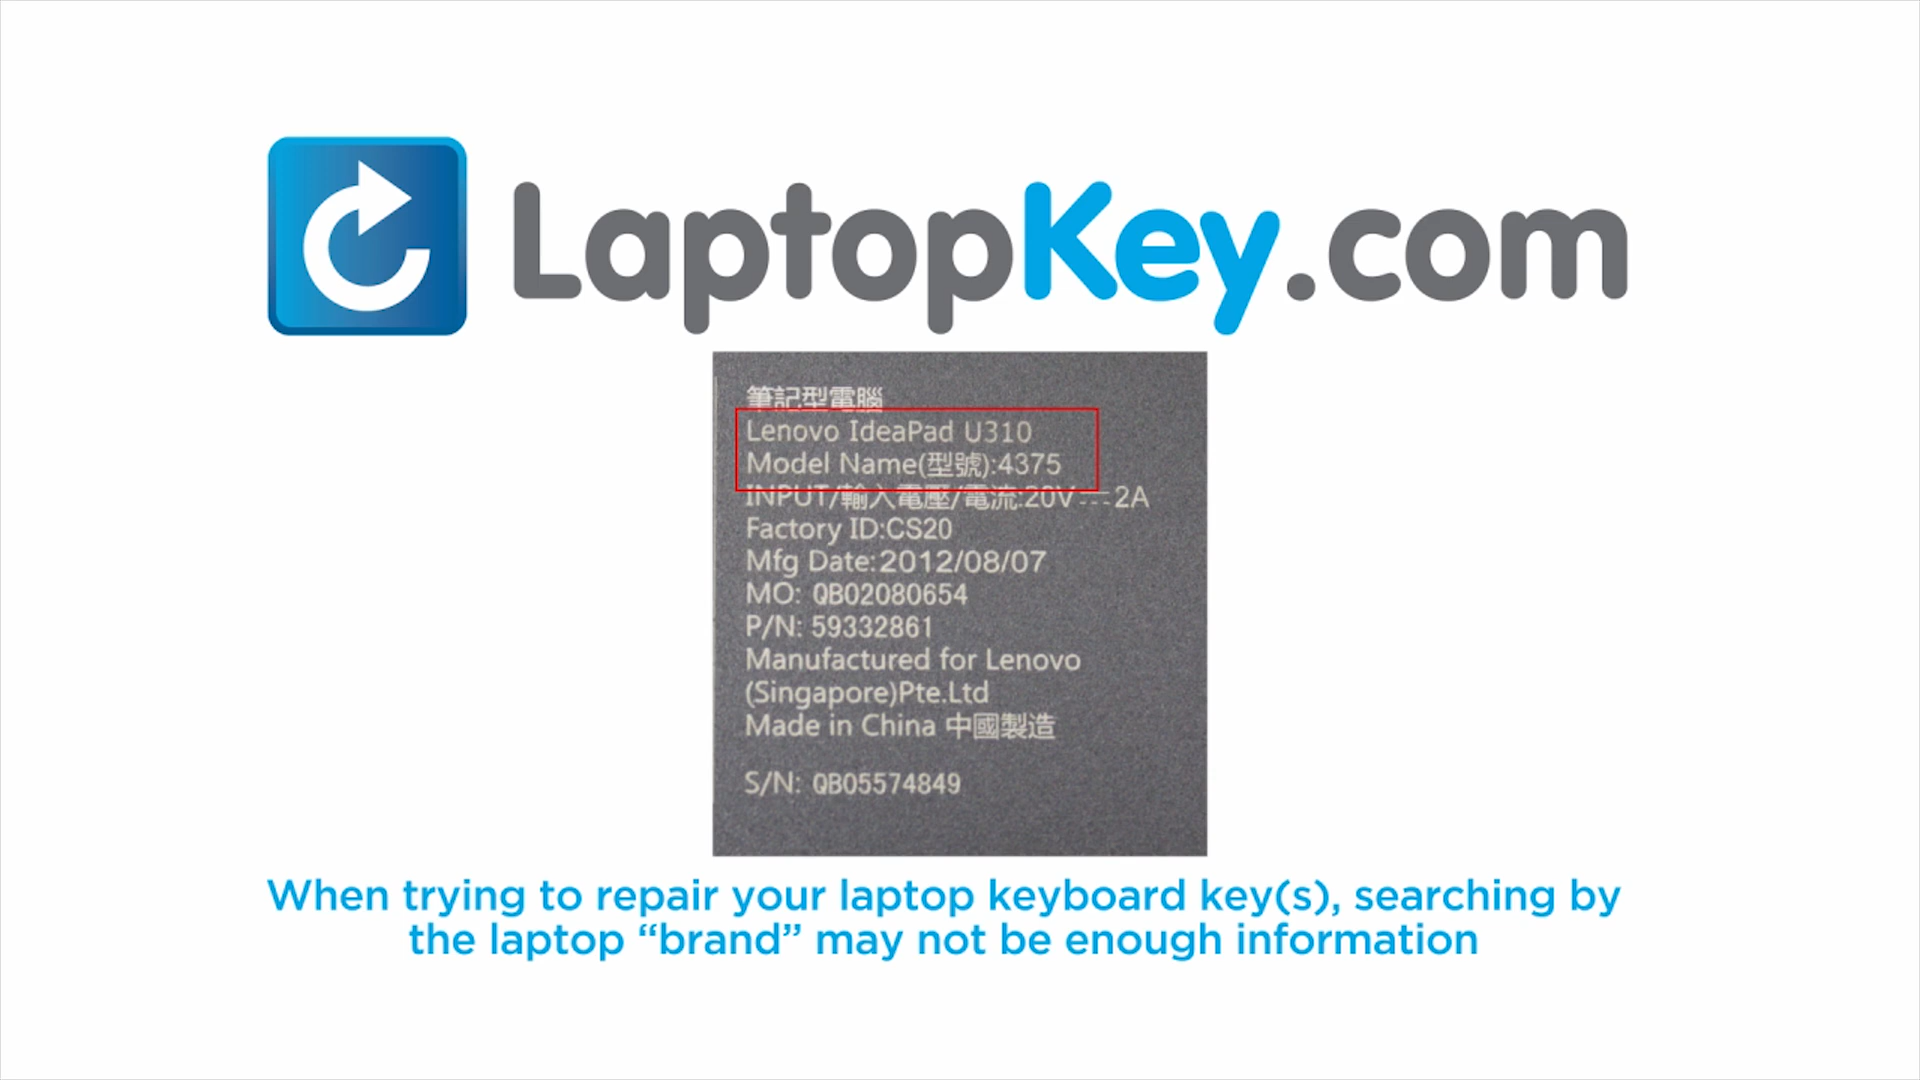 LaptopKey.com
筆記型電腦
Lenovo IdeaPad U310
Model Name(型號):4375
INPUT/輸入電壓/電流:20V⎓2A
Factory ID:CS20
Mfg Date:2012/08/07
MO: QB02080654
P/N: 59332861
Manufactured for Lenovo
(Singapore)Pte.Ltd
Made in China 中國製造
S/N: QB05574849
When trying to repair your laptop keyboard key(s), searching by
the laptop “brand” may not be enough information